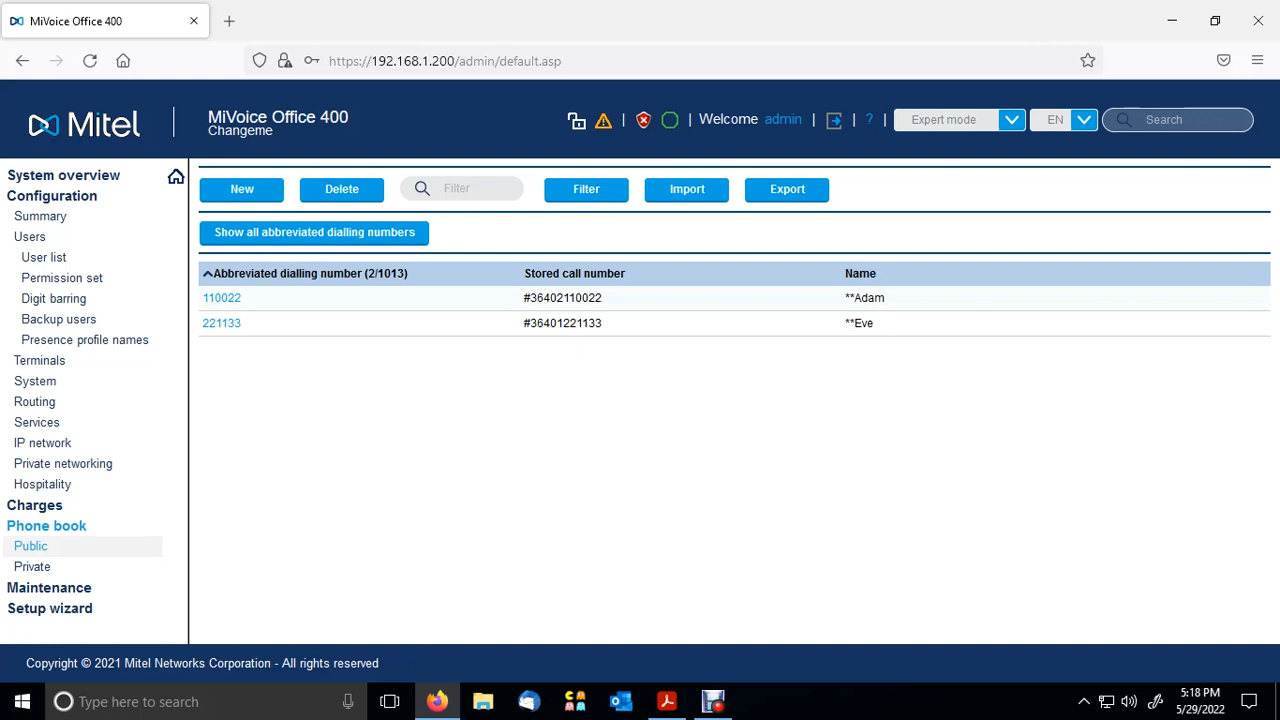 MiVoice Office 400
https://192.168.1.200/admin/default.asp
Mitel
MiVoice Office 400
Changeme
| | Welcome admin | ? | Expert mode EN Search
System overview
Configuration
Summary
Users
User list
Permission set
Digit barring
Backup users
Presence profile names
Terminals
System
Routing
Services
IP network
Private networking
Hospitality
Charges
Phone book
Public
Private
Maintenance
Setup wizard
New Delete Filter Filter Import Export
Show all abbreviated dialling numbers
Abbreviated dialling number (2/1013) Stored call number Name
110022 #36402110022 **Adam
221133 #36401221133 **Eve
Copyright © 2021 Mitel Networks Corporation - All rights reserved
Type here to search
5:18 PM
5/29/2022